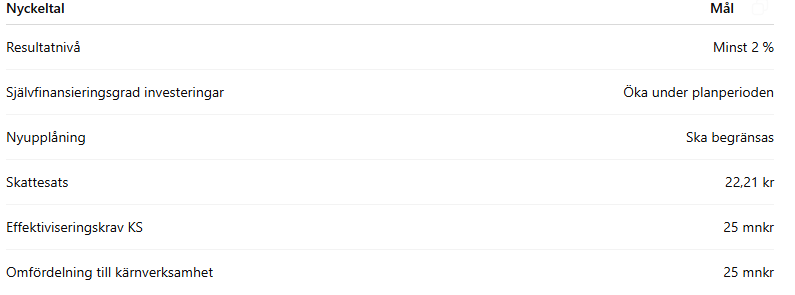 Nyckeltal Mål
Resultatnivå Minst 2 %
Självfinansieringsgrad investeringar Öka under planperioden
Nyupplåning Ska begränsas
Skattesats 22,21 kr
Effektiviseringskrav KS 25 mnkr
Omfördelning till kärnverksamhet 25 mnkr